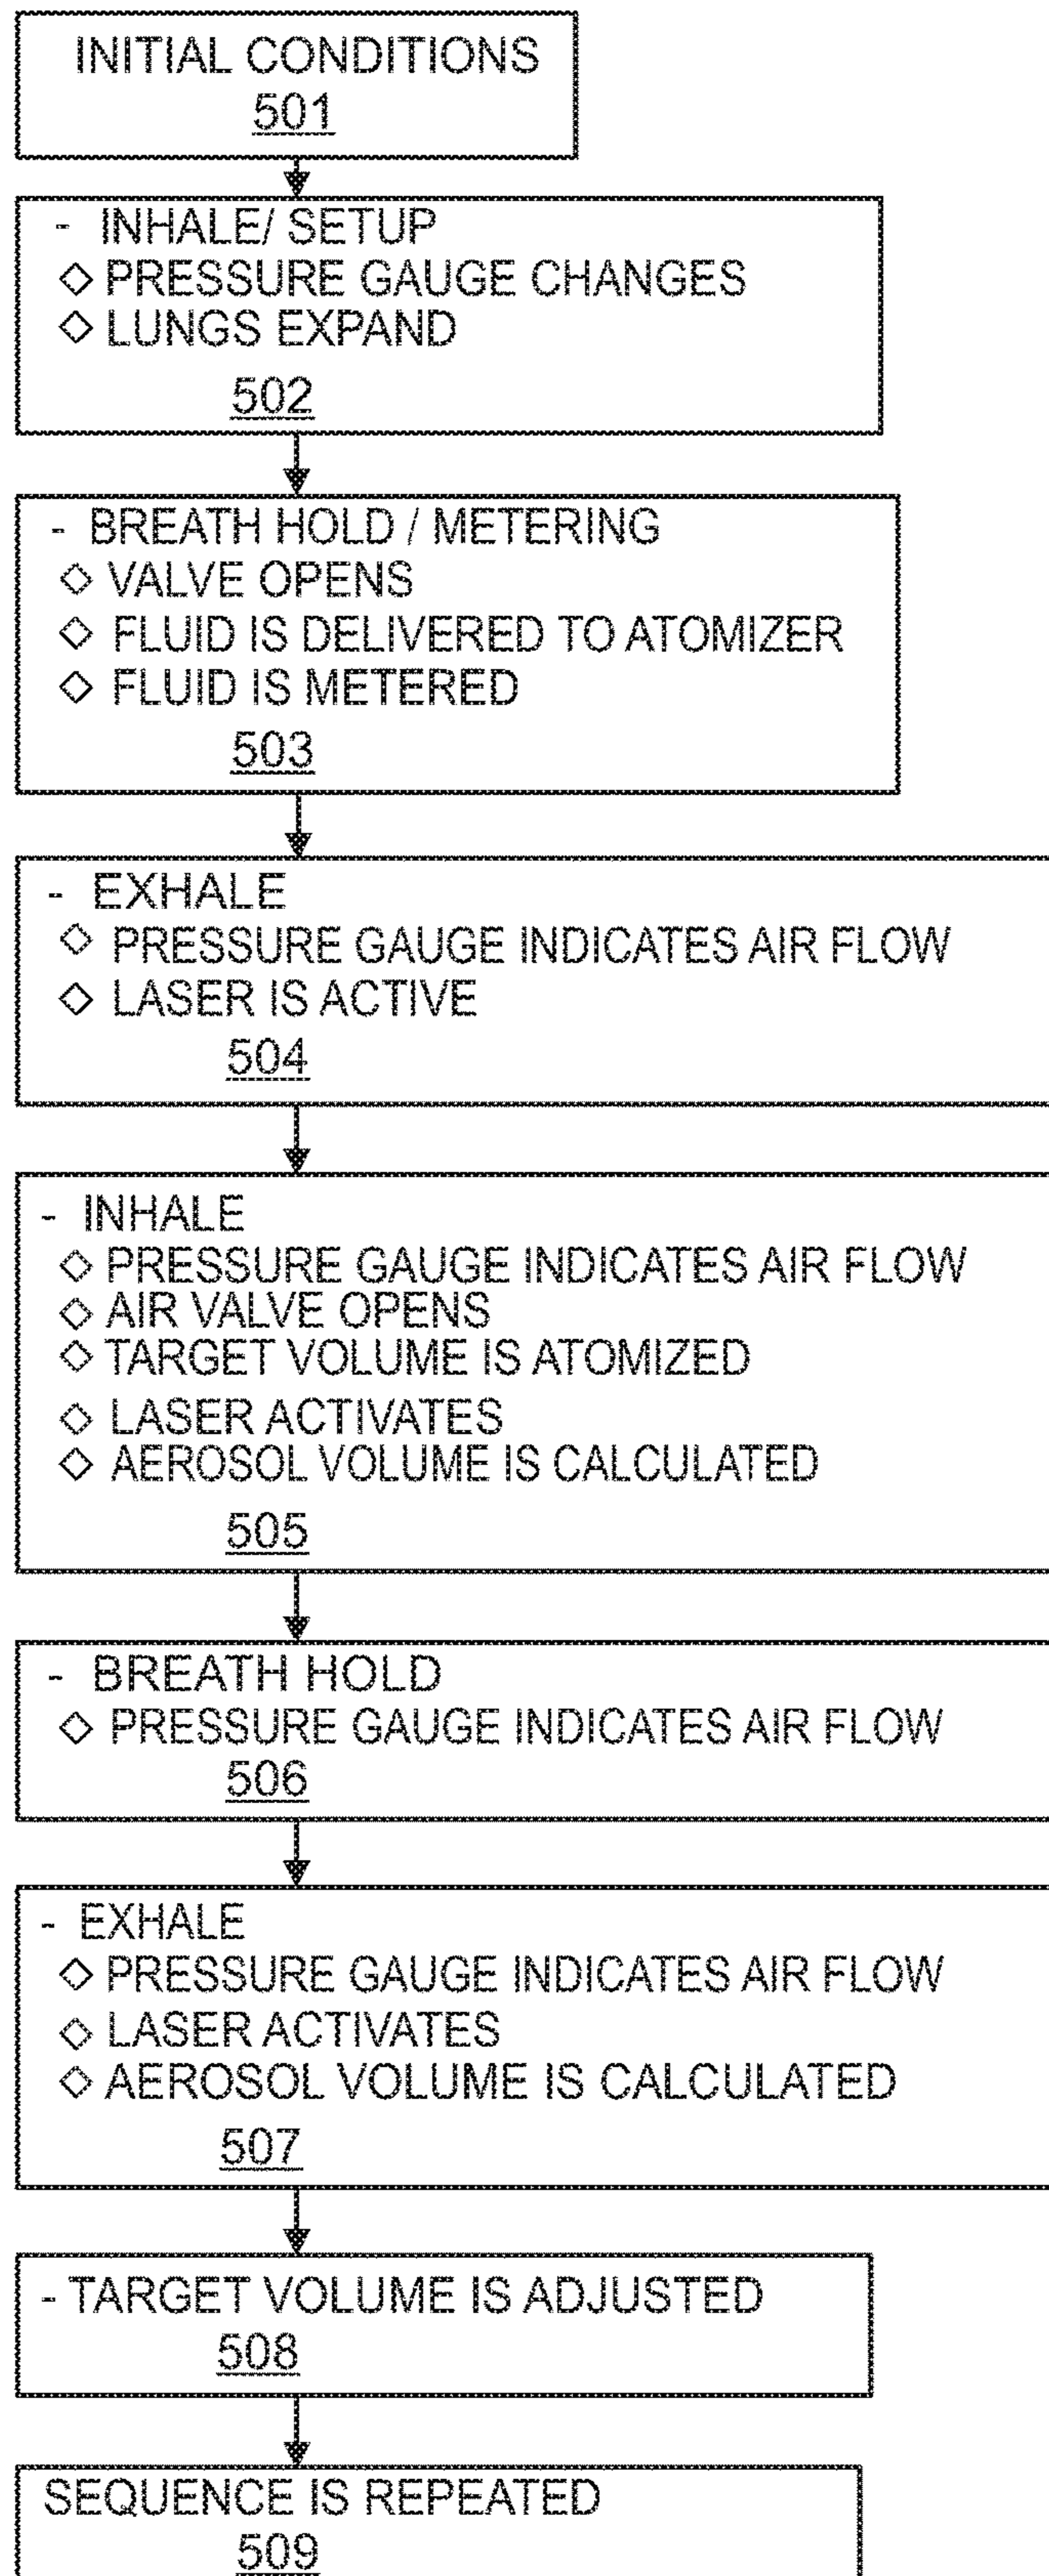 INITIAL CONDITIONS
501
- INHALE/ SETUP
◇ PRESSURE GAUGE CHANGES
◇ LUNGS EXPAND
502
- BREATH HOLD / METERING
◇ VALVE OPENS
◇ FLUID IS DELIVERED TO ATOMIZER
◇ FLUID IS METERED
503
- EXHALE
◇ PRESSURE GAUGE INDICATES AIR FLOW
◇ LASER IS ACTIVE
504
- INHALE
◇ PRESSURE GAUGE INDICATES AIR FLOW
◇ AIR VALVE OPENS
◇ TARGET VOLUME IS ATOMIZED
◇ LASER ACTIVATES
◇ AEROSOL VOLUME IS CALCULATED
505
- BREATH HOLD
◇ PRESSURE GAUGE INDICATES AIR FLOW
506
- EXHALE
◇ PRESSURE GAUGE INDICATES AIR FLOW
◇ LASER ACTIVATES
◇ AEROSOL VOLUME IS CALCULATED
507
- TARGET VOLUME IS ADJUSTED
508
SEQUENCE IS REPEATED
509